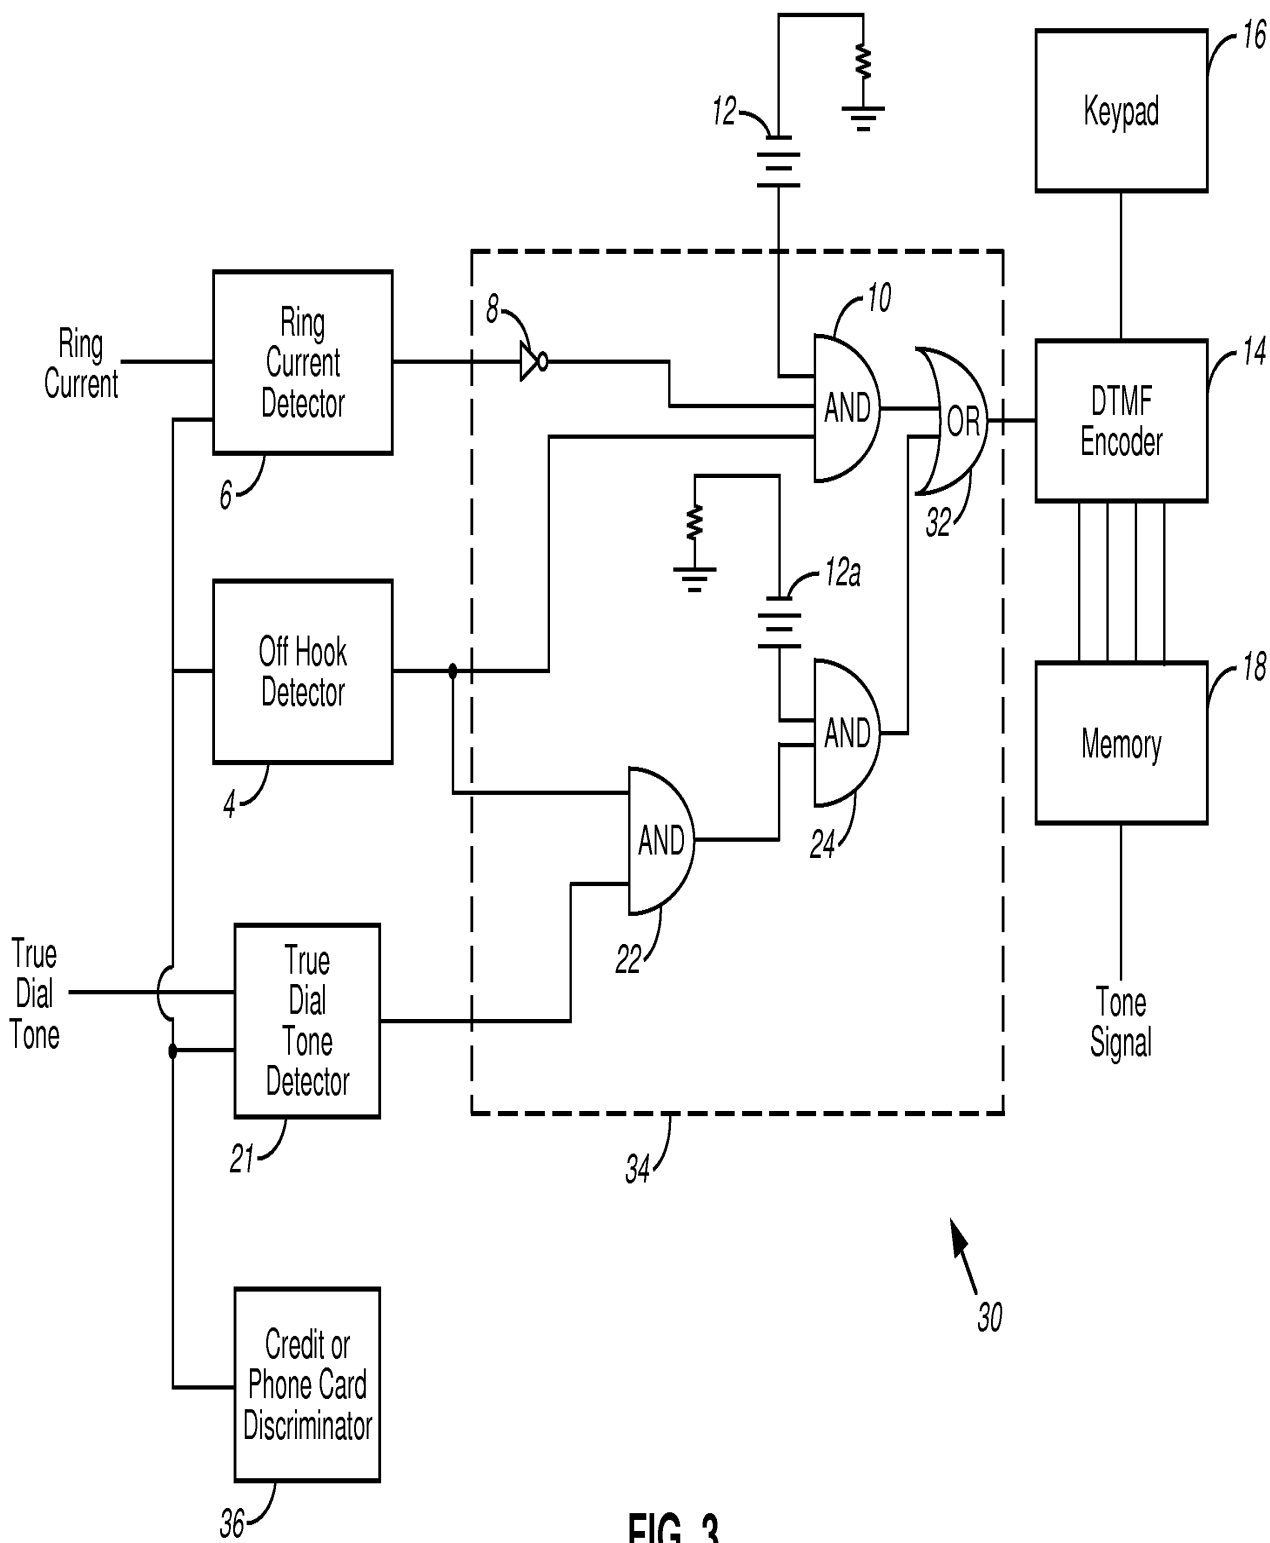 12
16
Keypad
8
10
Ring
Current
Ring
Current
Detector
AND
OR
14
DTMF
Encoder
6
32
12a
Off Hook
Detector
AND
18
Memory
4
AND
24
22
True
Dial
Tone
True
Dial
Tone
Detector
Tone
Signal
21
34
30
Credit or
Phone Card
Discriminator
36
FIG. 3